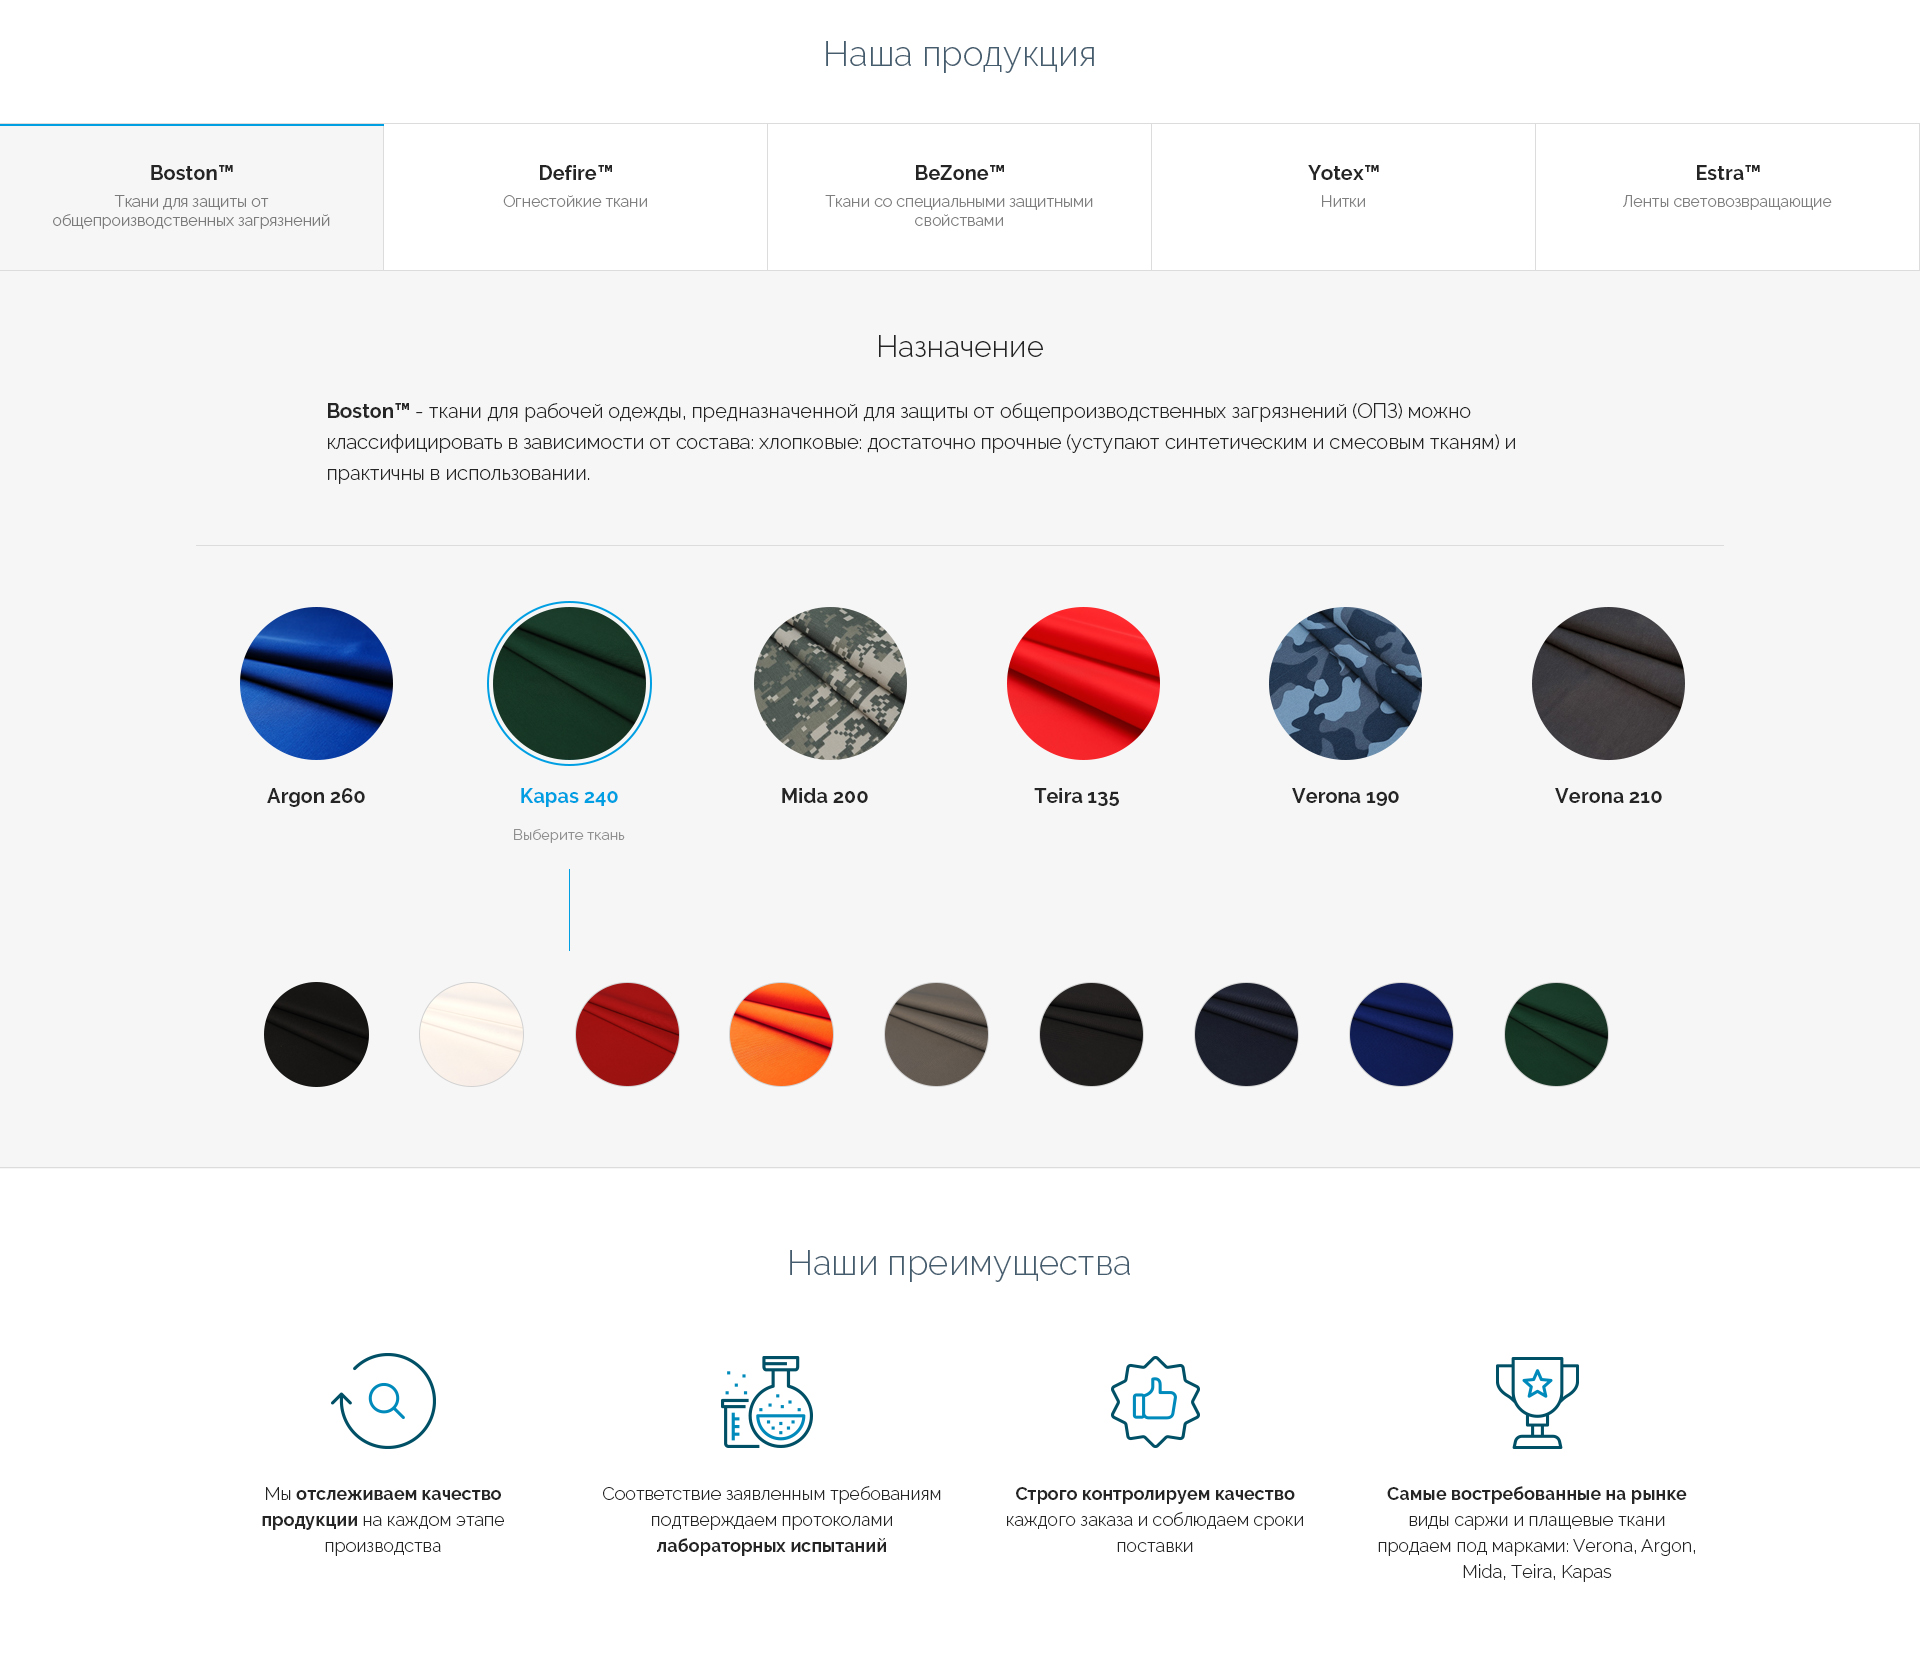 Наша продукция
Boston™
Ткани для защиты от
общепроизводственных загрязнений
Defire™
Огнестойкие ткани
BeZone™
Ткани со специальными защитными
свойствами
Yotex™
Нитки
Estra™
Ленты световозвращающие
Назначение
Boston™ - ткани для рабочей одежды, предназначенной для защиты от общепроизводственных загрязнений (ОПЗ) можно
классифицировать в зависимости от состава: хлопковые: достаточно прочные (уступают синтетическим и смесовым тканям) и
практичны в использовании.
Argon 260
Kapas 240
Mida 200
Teira 135
Verona 190
Verona 210
Выберите ткань
Наши преимущества
Мы отслеживаем качество
продукции на каждом этапе
производства
Соответствие заявленным требованиям
подтверждаем протоколами
лабораторных испытаний
Строго контролируем качество
каждого заказа и соблюдаем сроки
поставки
Самые востребованные на рынке
виды саржи и плащевые ткани
продаем под марками: Verona, Argon,
Mida, Teira, Kapas